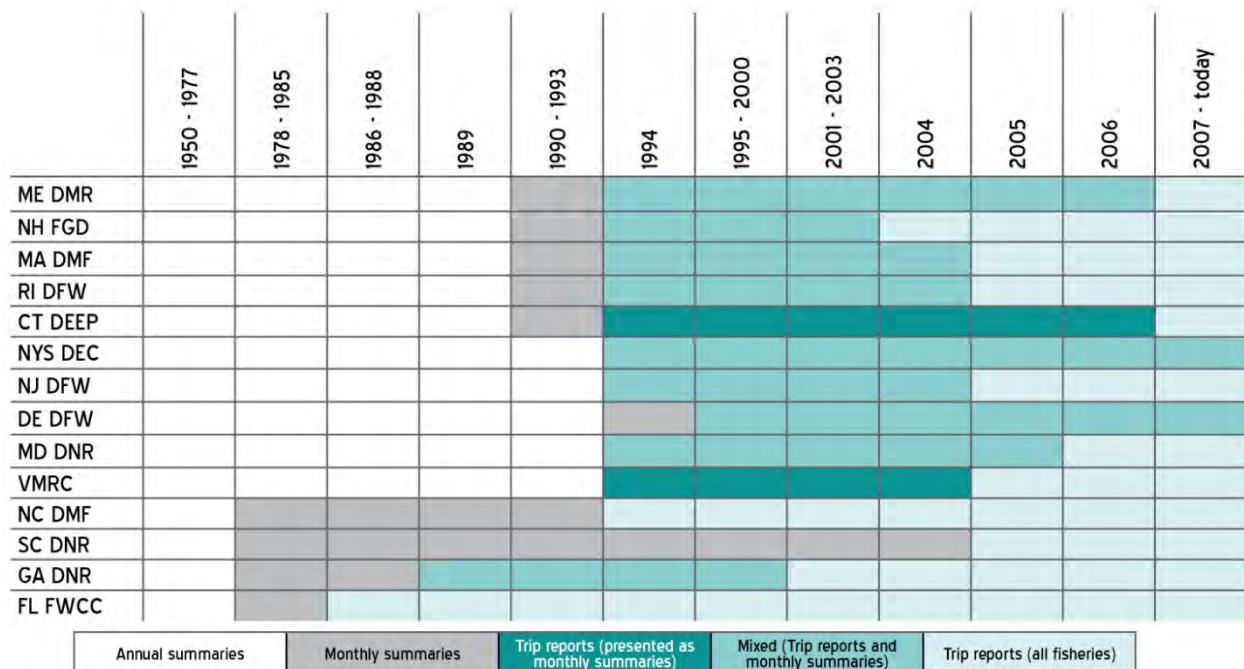 1950 - 1977
1978 - 1985
1986 - 1988
1989
1990 - 1993
1994
1995 - 2000
2001 - 2003
2004
2005
2006
2007 - today
ME DMR
NH FGD
MA DMF
RI DFW
CT DEEP
NYS DEC
NJ DFW
DE DFW
MD DNR
VMRC
NC DMF
SC DNR
GA DNR
FL FWCC
Annual summaries
Monthly summaries
Trip reports (presented as
monthly summaries)
Mixed (Trip reports and
monthly summaries)
Trip reports (all fisheries)